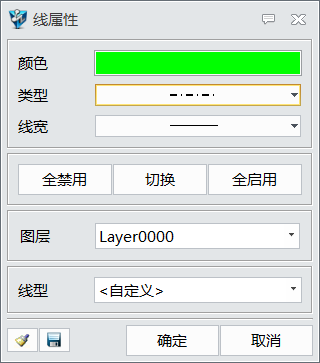 线属性
颜色
类型
线宽
全禁用 切换 全启用
图层 Layer0000
线型 <自定义>
确定 取消